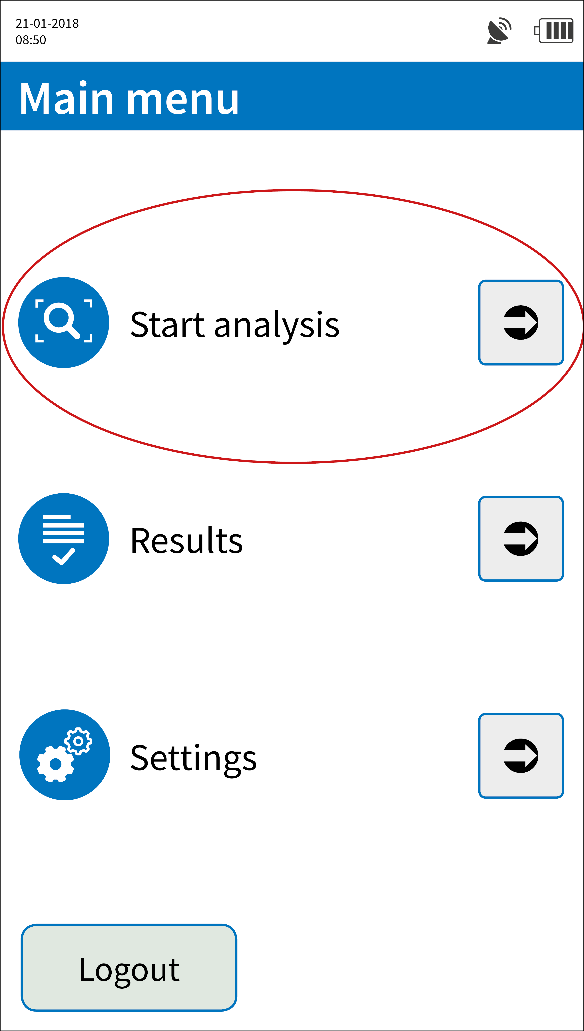 21-01-2018
08:50
Main menu
Start analysis
Results
Settings
Logout